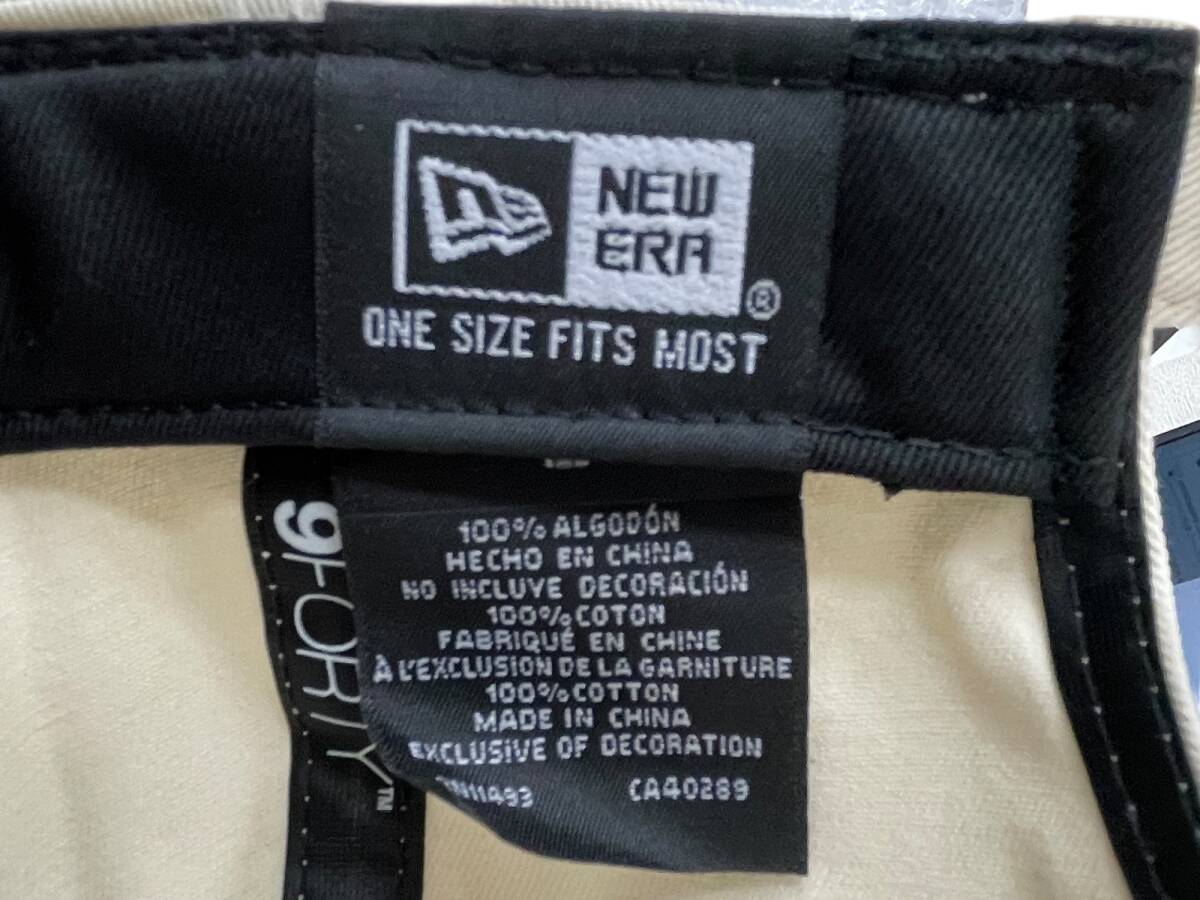 NEW
ERA
®
ONE SIZE FITS MOST
9FORTY™
100% ALGODÓN
HECHO EN CHINA
NO INCLUYE DECORACIÓN
100% COTON
FABRIQUÉ EN CHINE
À L'EXCLUSION DE LA GARNITURE
100% COTTON
MADE IN CHINA
EXCLUSIVE OF DECORATION
CA40289